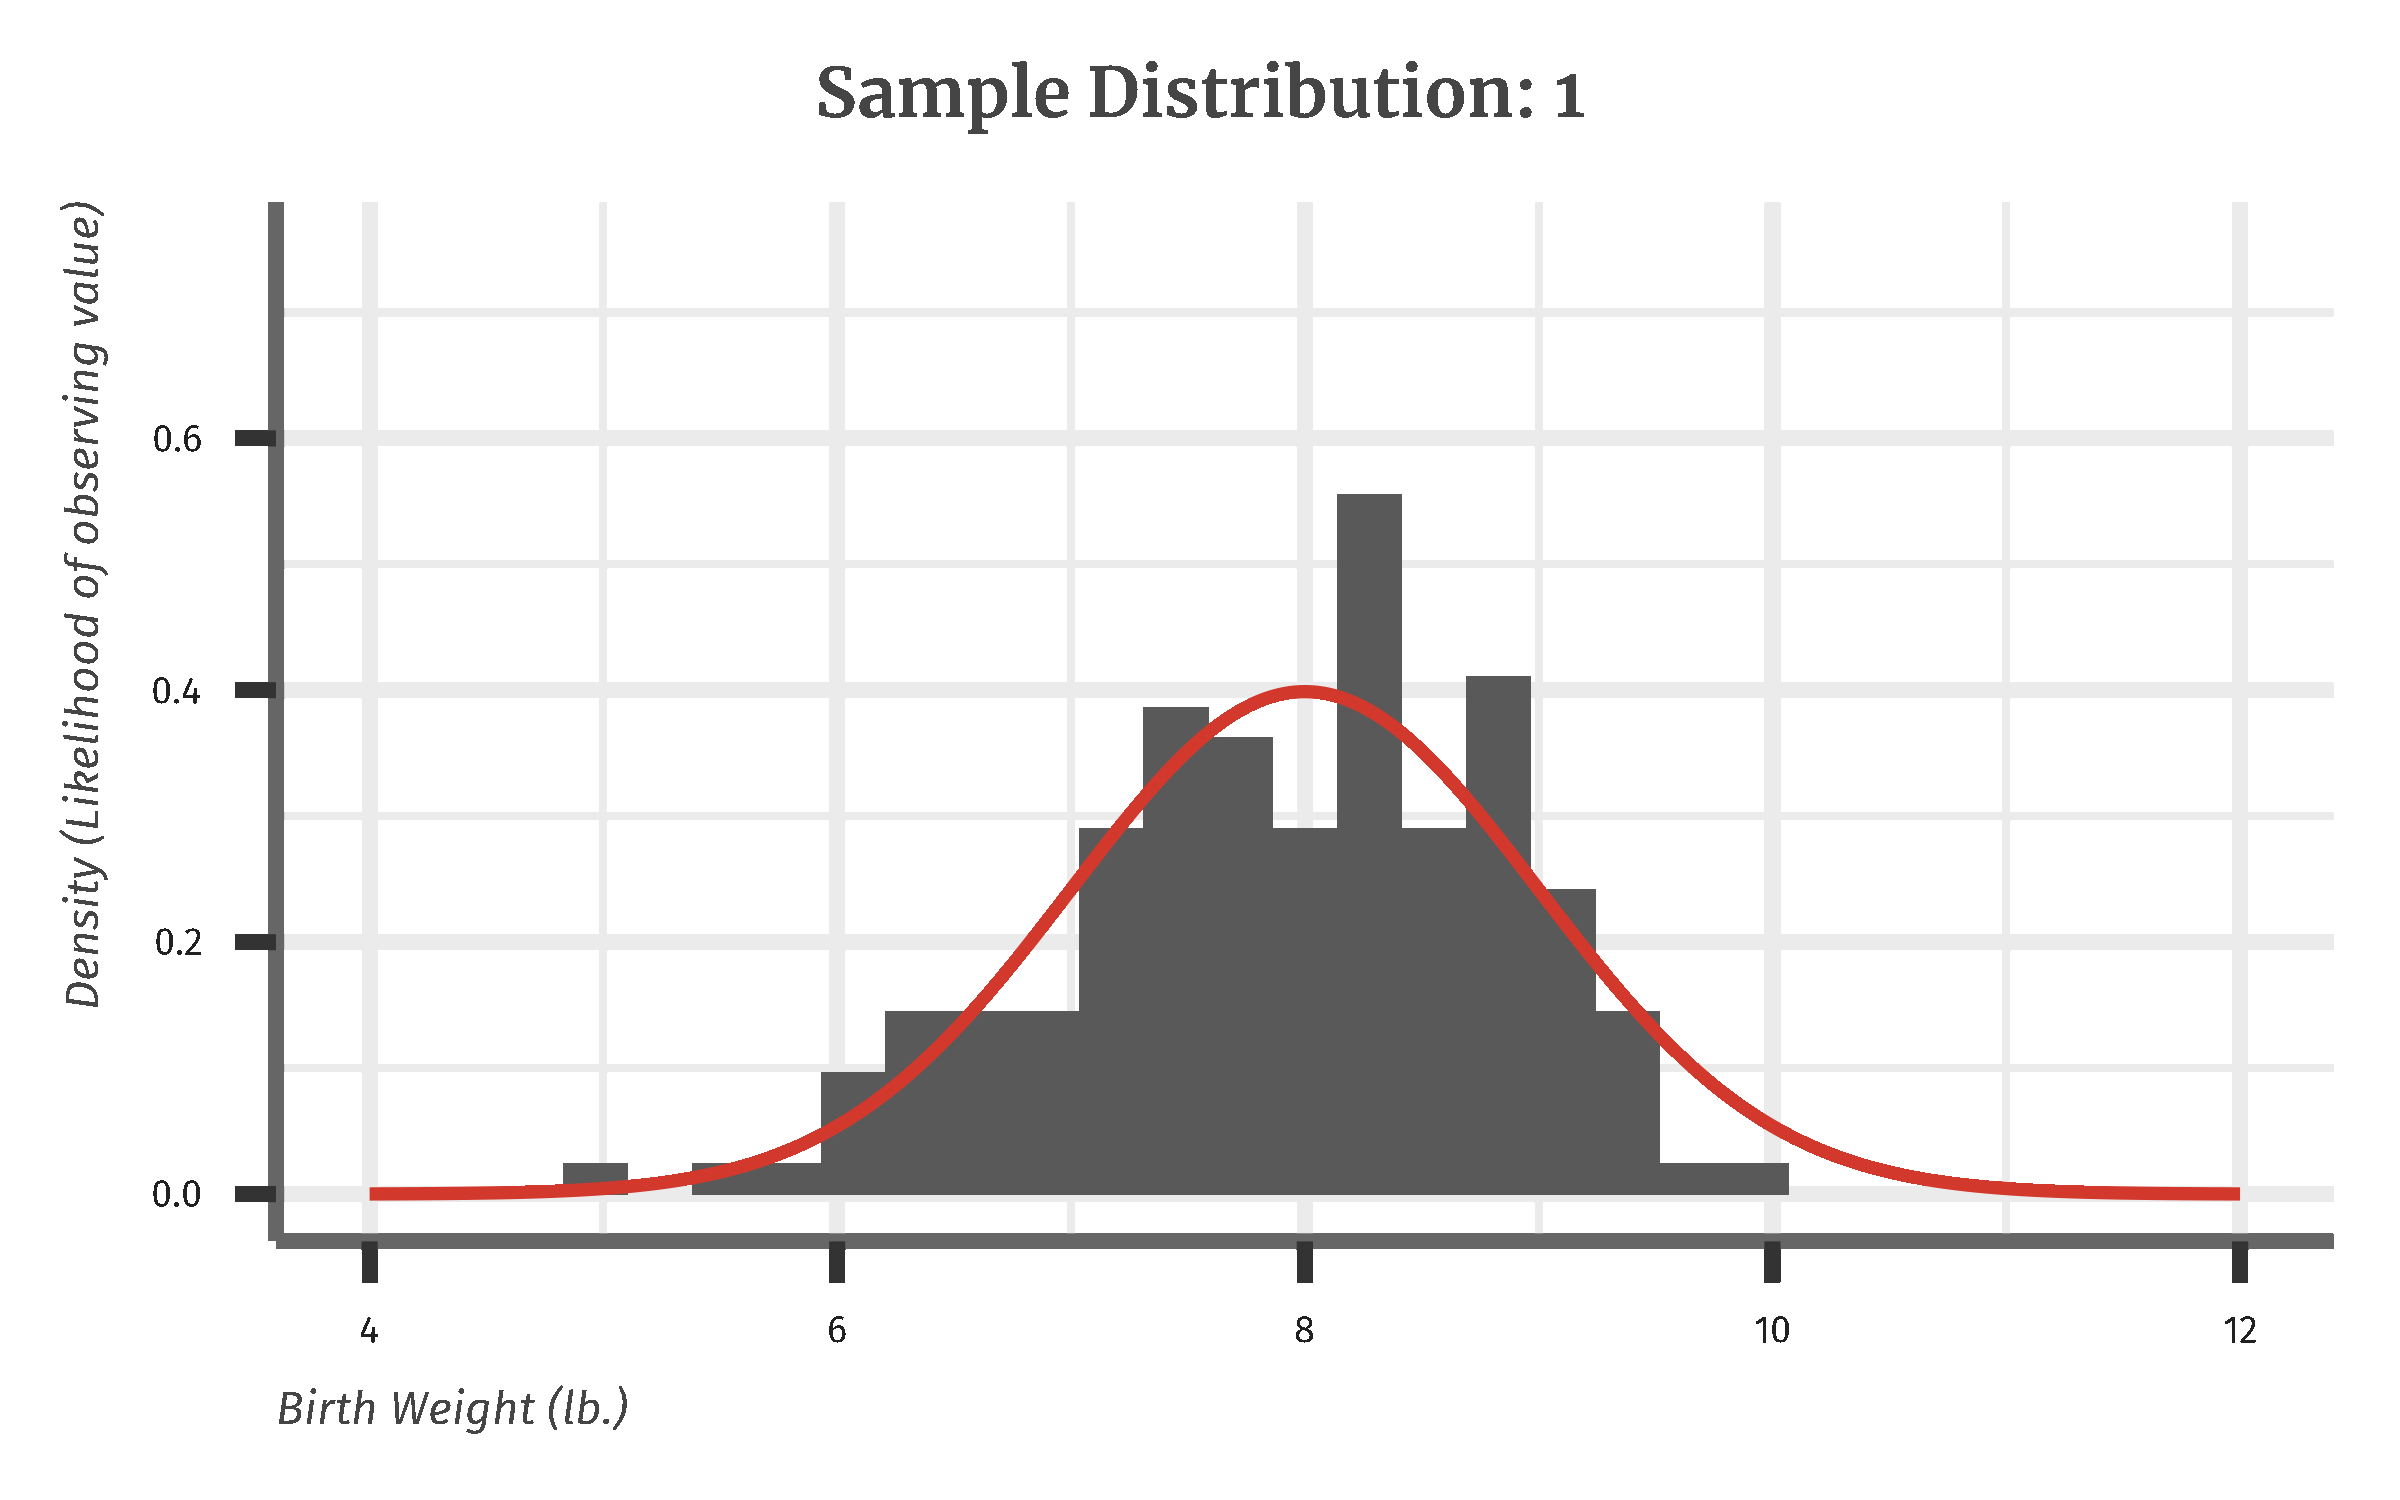 Sample Distribution: 1
Density (Likelihood of observing value)
0.6
0.4
0.2
0.0
4 6 8 10 12
Birth Weight (lb.)